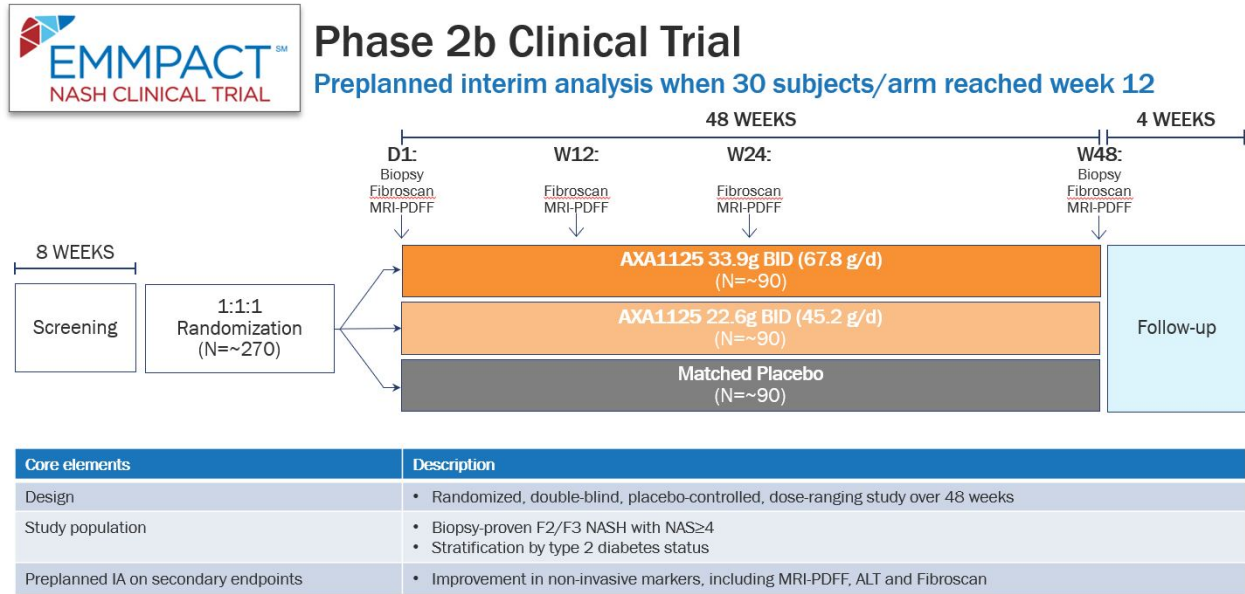 EMMPACT SM
NASH CLINICAL TRIAL
Phase 2b Clinical Trial
Preplanned interim analysis when 30 subjects/arm reached week 12
48 WEEKS
4 WEEKS
D1:
Biopsy
Fibroscan
MRI-PDFF
W12:
Fibroscan
MRI-PDFF
W24:
Fibroscan
MRI-PDFF
W48:
Biopsy
Fibroscan
MRI-PDFF
8 WEEKS
Screening
1:1:1
Randomization
(N=~270)
AXA1125 33.9g BID (67.8 g/d)
(N=~90)
AXA1125 22.6g BID (45.2 g/d)
(N=~90)
Matched Placebo
(N=~90)
Follow-up
Core elements
Description
Design
• Randomized, double-blind, placebo-controlled, dose-ranging study over 48 weeks
Study population
• Biopsy-proven F2/F3 NASH with NAS≥4
• Stratification by type 2 diabetes status
Preplanned IA on secondary endpoints
• Improvement in non-invasive markers, including MRI-PDFF, ALT and Fibroscan